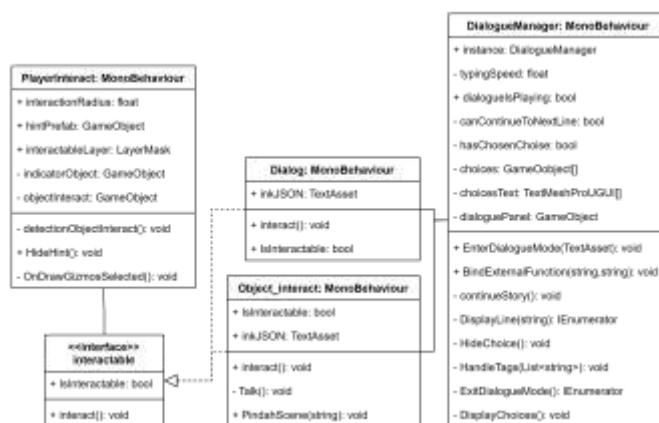 PlayerInteract: MonoBehaviour
+ interactionRadius: float
+ hintPrefab: GameObject
+ interactableLayer: LayerMask
- indicatorObject: GameObject
- objectInteract: GameObject
- detectionObjectInteract(): void
+ HideHint(): void
- OnDrawGizmosSelected(): void
<<Interface>>
interactable
+ IsInteractable: bool
+ interact(): void
Dialog: MonoBehaviour
+ inkJSON: TextAsset
+ interact(): void
+ IsInteractable: bool
Object_interact: MonoBehaviour
+ IsInteractable: bool
+ inkJSON: TextAsset
+ interact(): void
- Talk(): void
+ PindahScene(string): void
DialogueManager: MonoBehaviour
+ instance: DialogueManager
- typingSpeed: float
+ dialogueIsPlaying: bool
- canContinueToNextLine: bool
- hasChosenChoise: bool
- choices: GameOobject[]
- choicesText: TextMeshProUGUI[]
- dialoguePanel: GameObject
+ EnterDialogueMode(TextAsset): void
+ BindExternalFunction(string,string): void
- continueStory(): void
- DisplayLine(string): IEnumerator
- HideChoice(): void
- HandleTags(List<string>): void
- ExitDialogueMode(): IEnumerator
- DisplayChoices(): void